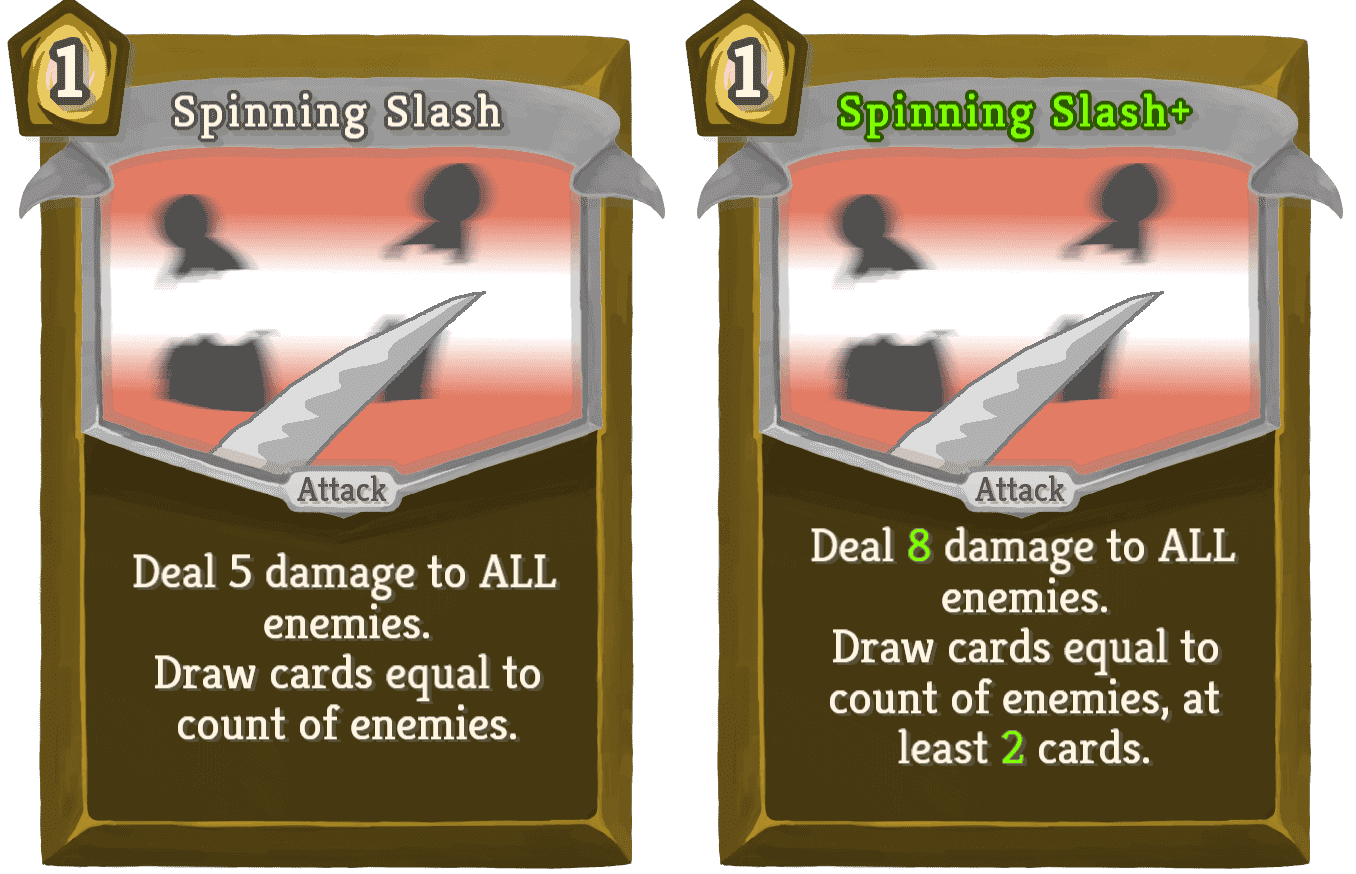 1
Spinning Slash
Attack
Deal 5 damage to ALL
enemies.
Draw cards equal to
count of enemies.
1
Spinning Slash+
Attack
Deal 8 damage to ALL
enemies.
Draw cards equal to
count of enemies, at
least 2 cards.